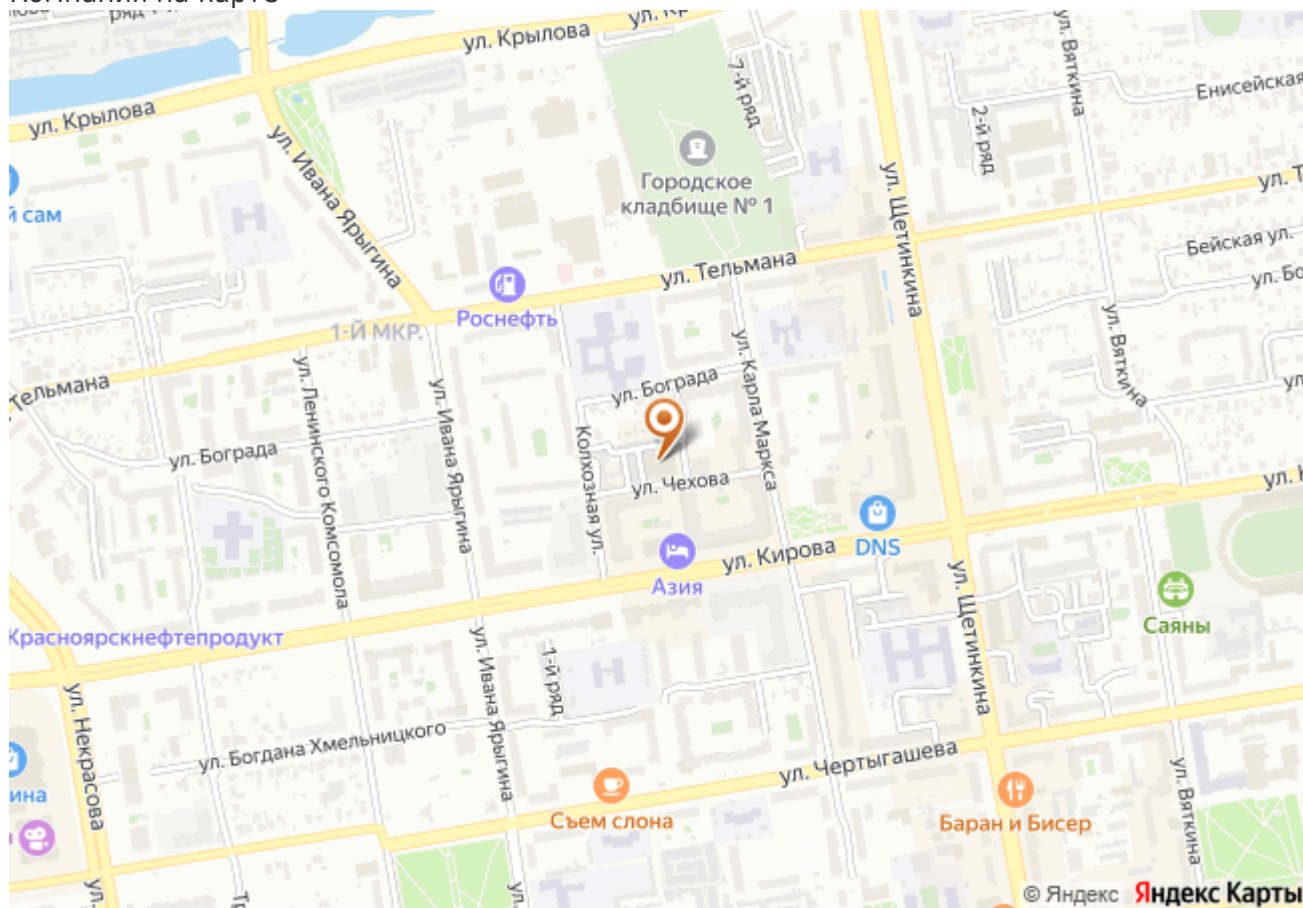 ул. Крылова
ул. Крылова
7-й ряд
ул. Вяткина
Енисейская
2-й ряд
ул. Ивана Ярыгина
Городское
кладбище № 1
ул. Щетинкина
й сам
ул. Т
Бейская ул.
ул. Бо
ул. Тельмана
Роснефть
1-Й МКР.
Тельмана
ул. Бограда
ул. Карла Маркса
ул. Вяткина
ул. Ленинского Комсомола
ул. Ивана Ярыгина
Колхозная ул.
ул. Бограда
ул. Чехова
DNS
ул. Кирова
Азия
ул. Щетинкина
Саяны
Красноярскнефтепродукт
ул. Некрасова
ул. Ивана Ярыгина
1-й ряд
ул. Богдана Хмельницкого
ул. Чертыгашева
ул. Вяткина
ина
Съем слона
Баран и Бисер
ул.
ул.
© Яндекс Яндекс Карты